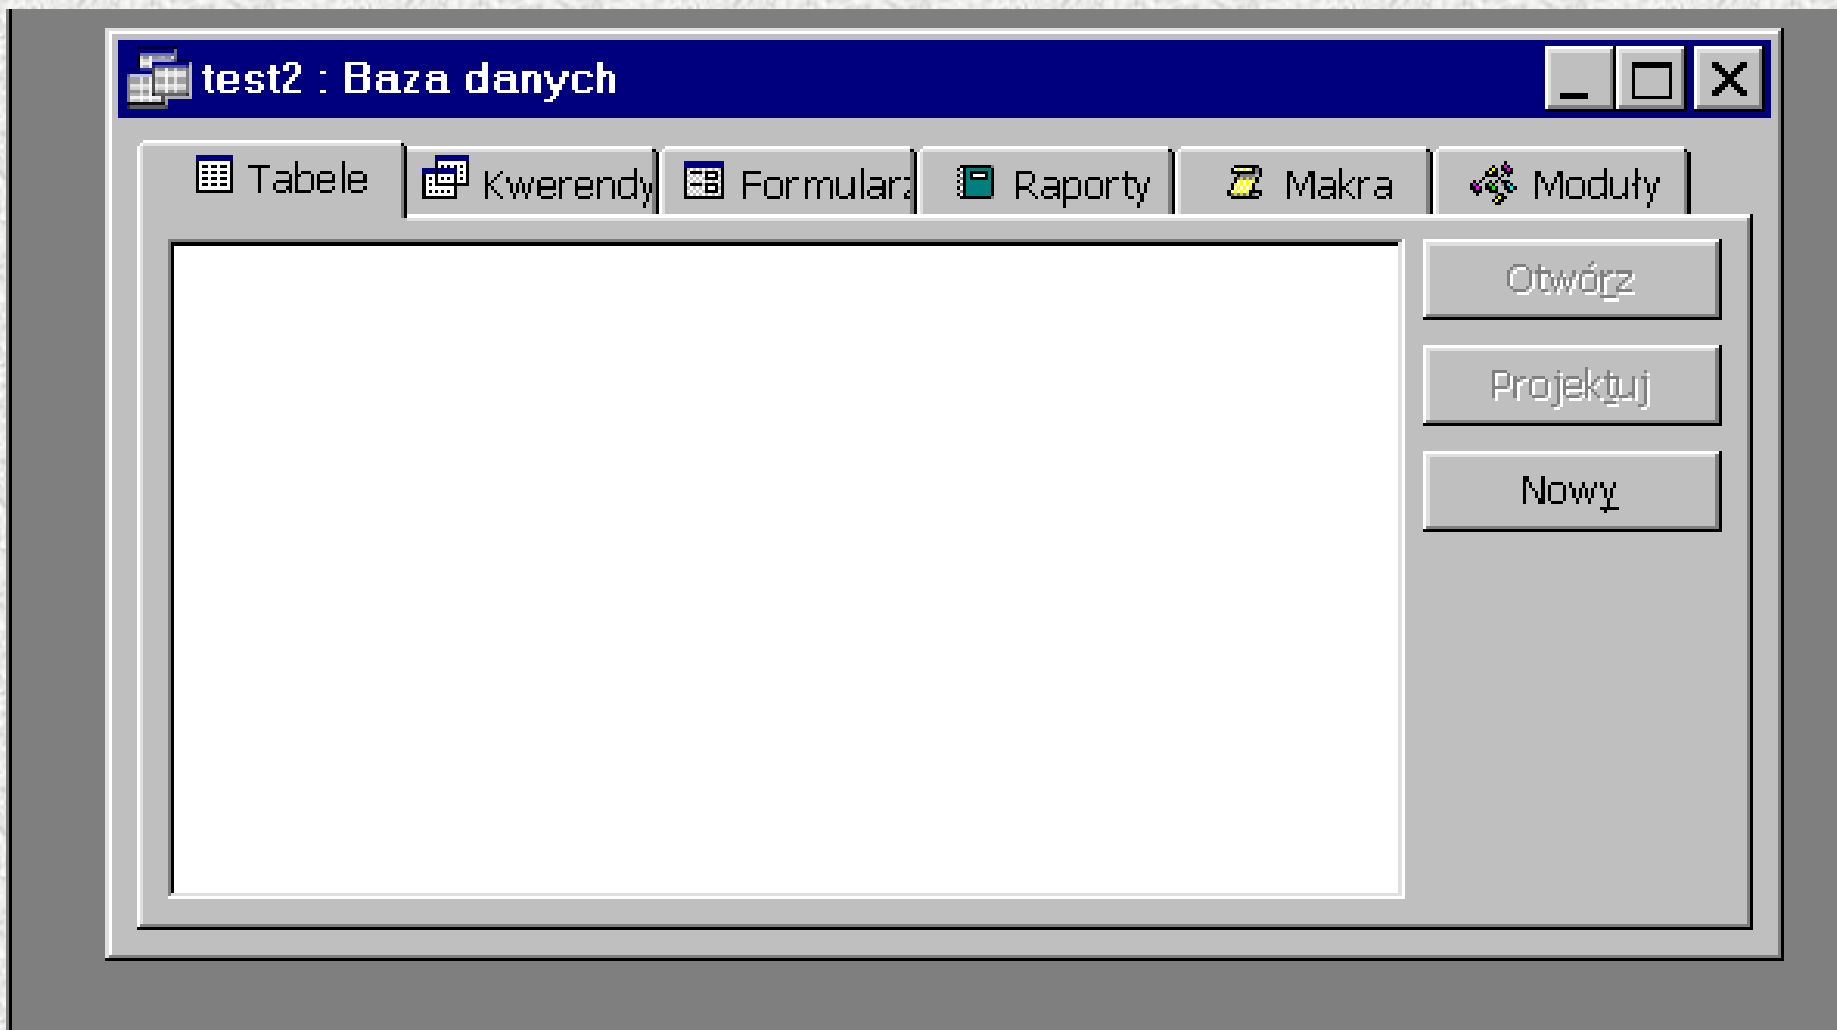 test2 : Baza danych
Tabele Kwerendy Formularz Raporty Makra Moduły
Otwórz
Projektuj
Nowy